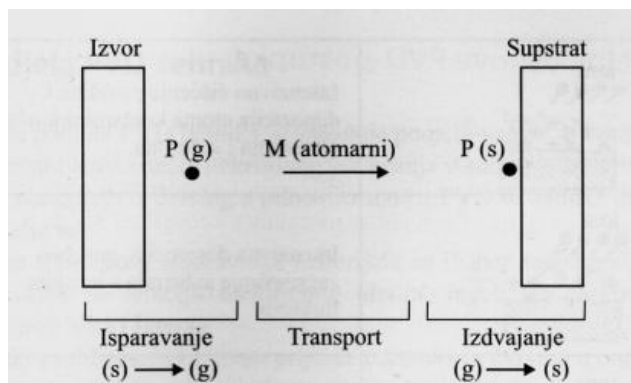 Izvor
Supstrat
P (g)
M (atomarni)
P (s)
Isparavanje
Transport
Izdvajanje
(s) → (g)
(g) → (s)